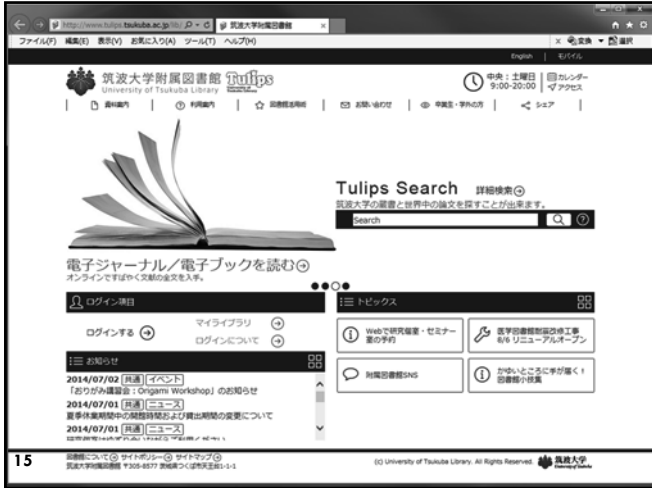 http://www.tulips.tsukuba.ac.jp/lib/
筑波大学附属図書館
ファイル(F) 編集(E) 表示(V) お気に入り(A) ツール(T) ヘルプ(H)
変換 選択
English | モバイル
筑波大学附属図書館 Tulips
University of Tsukuba Library
中央:土曜日
9:00-20:00
カレンダー
アクセス
資料案内 | 利用案内 | 図書館活用術 | お問い合わせ | 卒業生・学外の方 | シェア
Tulips Search 詳細検索
筑波大学の蔵書と世界中の論文を探すことが出来ます。
Search
電子ジャーナル/電子ブックを読む
オンラインですばやく文献の全文を入手。
ログイン項目
ログインする
マイライブラリ
ログインについて
お知らせ
2014/07/02 共通 イベント
「おりがみ講習会:Origami Workshop」のお知らせ
2014/07/01 共通 ニュース
夏季休業期間中の開館時間および貸出期間の変更について
2014/07/01 共通 ニュース
トピックス
Webで研究個室・セミナー室の予約
医学図書館耐震改修工事
8/6 リニューアルオープン
附属図書館SNS
かゆいところに手が届く!
図書館小技集
15
図書館について サイトポリシー サイトマップ
筑波大学附属図書館 〒305-8577 茨城県つくば市天王台1-1-1
(c) University of Tsukuba Library. All Rights Reserved.
筑波大学
University of Tsukuba